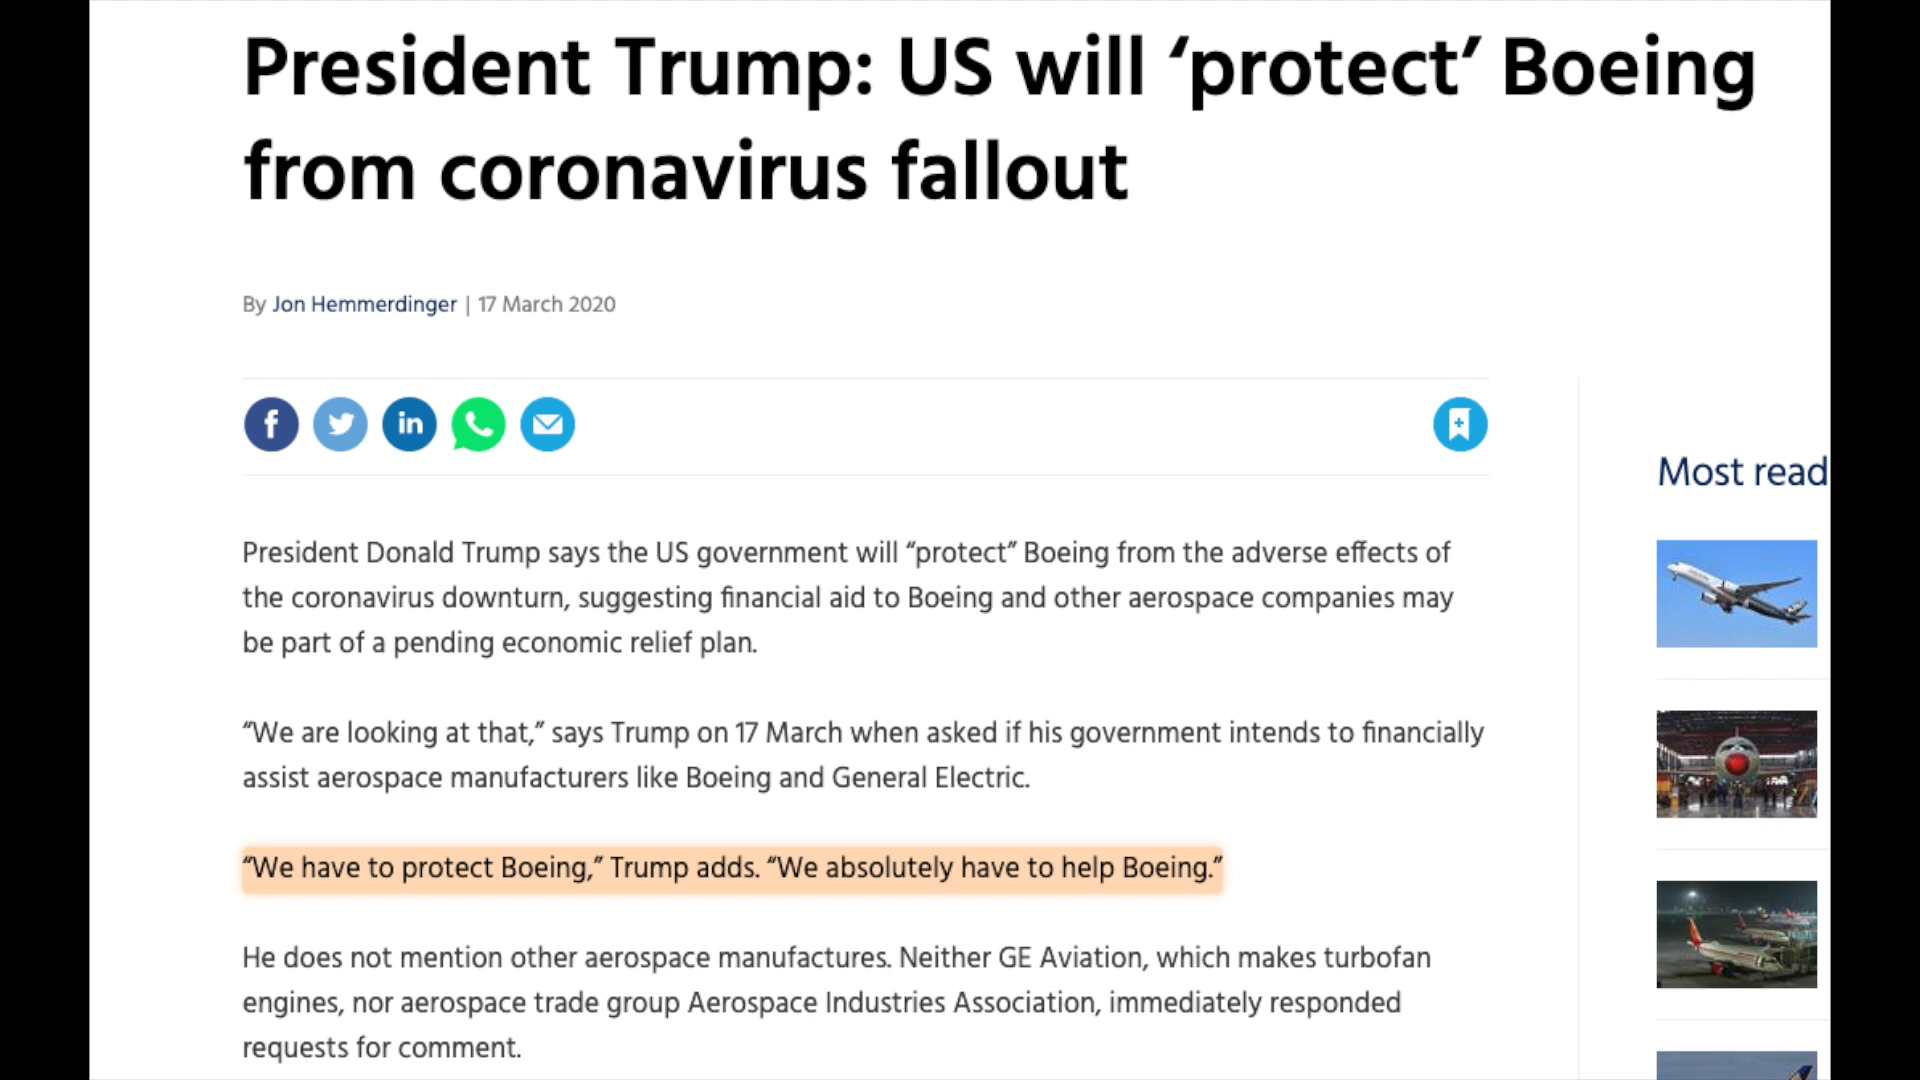 President Trump: US will ‘protect’ Boeing
from coronavirus fallout
By Jon Hemmerdinger | 17 March 2020
f in
Most read
President Donald Trump says the US government will “protect” Boeing from the adverse effects of
the coronavirus downturn, suggesting financial aid to Boeing and other aerospace companies may
be part of a pending economic relief plan.
“We are looking at that,” says Trump on 17 March when asked if his government intends to financially
assist aerospace manufacturers like Boeing and General Electric.
“We have to protect Boeing,” Trump adds. “We absolutely have to help Boeing.”
He does not mention other aerospace manufactures. Neither GE Aviation, which makes turbofan
engines, nor aerospace trade group Aerospace Industries Association, immediately responded
requests for comment.